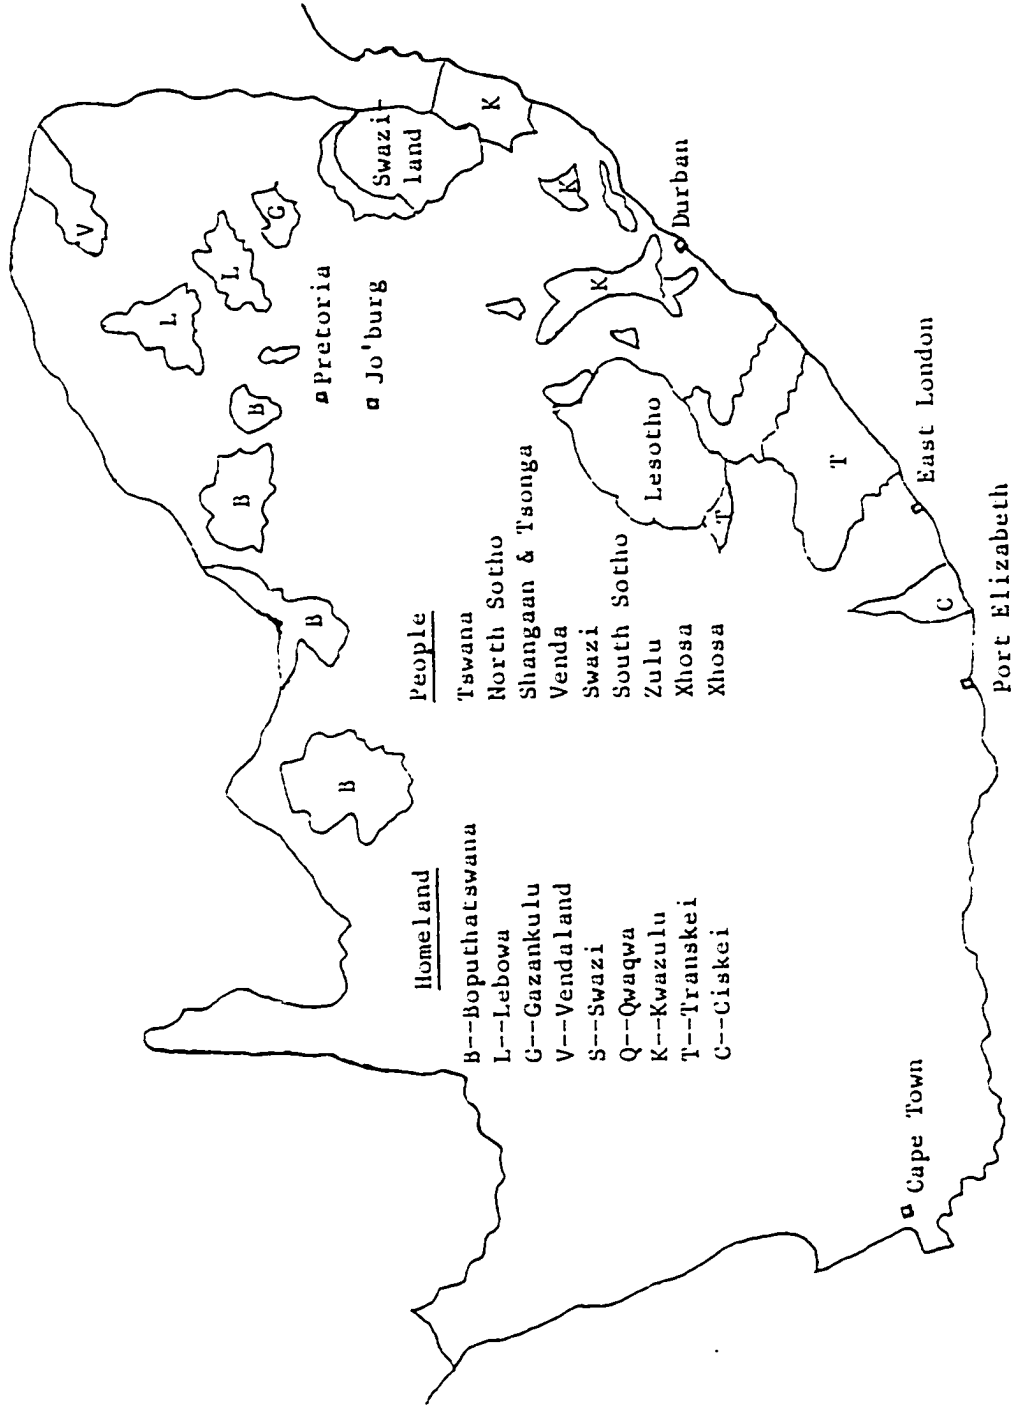 V
L
L
G
B
B
B
B
Pretoria
Jo'burg
Swazi-
land
K
K
K
Durban
Lesotho
T
T
East London
C
Port Elizabeth
Cape Town
Homeland
B---Boputhatswana
L---Lebowa
G---Gazankulu
V---Vendaland
S---Swazi
Q---Qwaqwa
K---Kwazulu
T---Transkei
C---Ciskei
People
Tswana
North Sotho
Shangaan & Tsonga
Venda
Swazi
South Sotho
Zulu
Xhosa
Xhosa